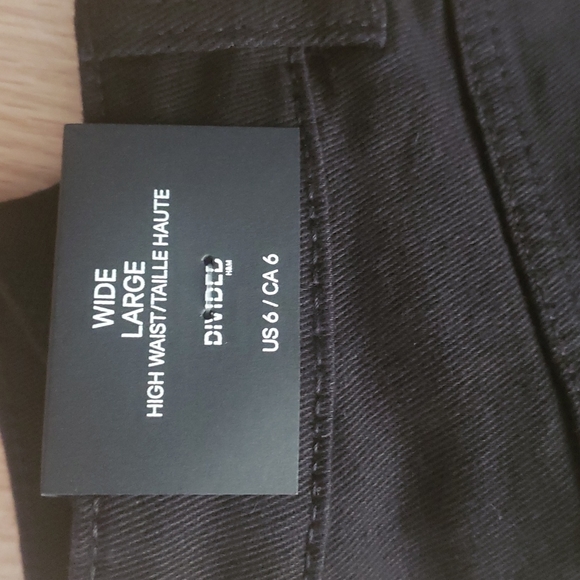 WIDE
LARGE
HIGH WAIST/TAILLE HAUTE
DIVIDED
H&M
US 6 / CA 6